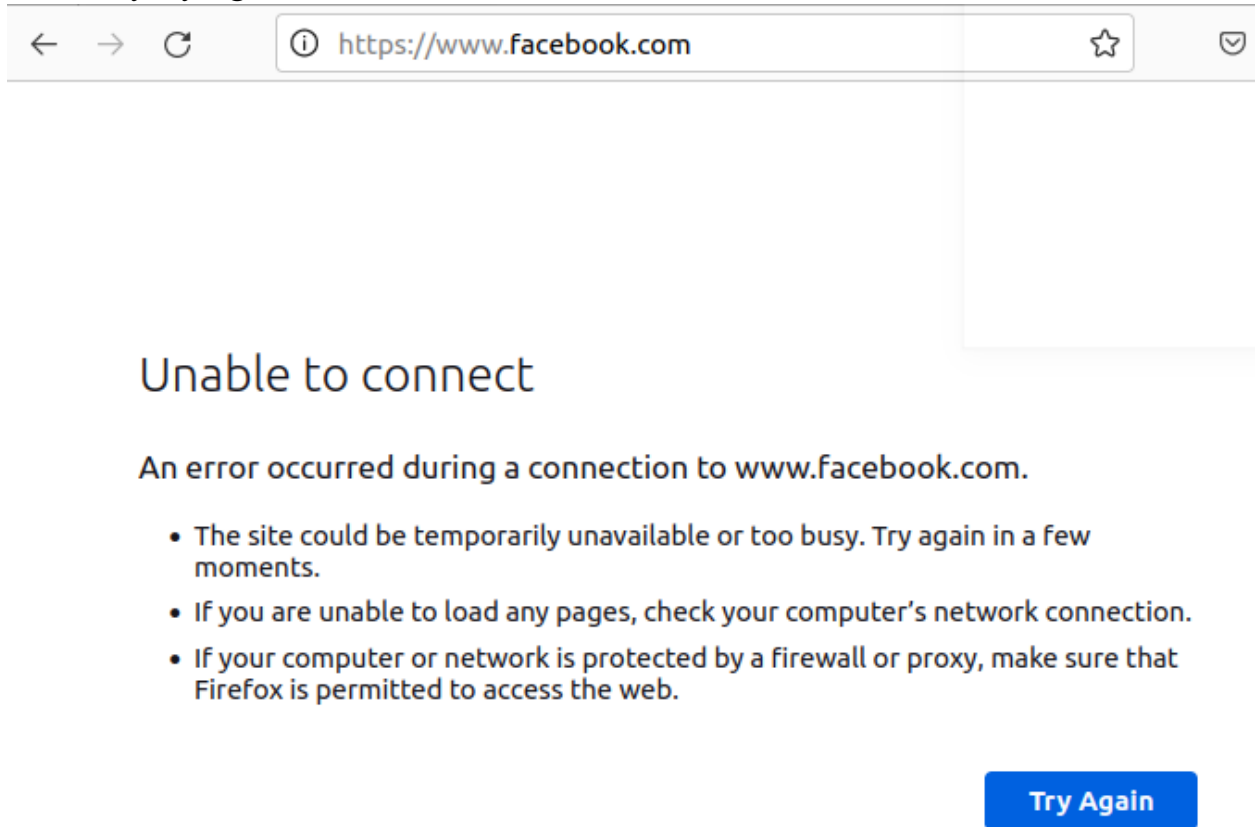 https://www.facebook.com
Unable to connect
An error occurred during a connection to www.facebook.com.
• The site could be temporarily unavailable or too busy. Try again in a few
moments.
• If you are unable to load any pages, check your computer’s network connection.
• If your computer or network is protected by a firewall or proxy, make sure that
Firefox is permitted to access the web.
Try Again